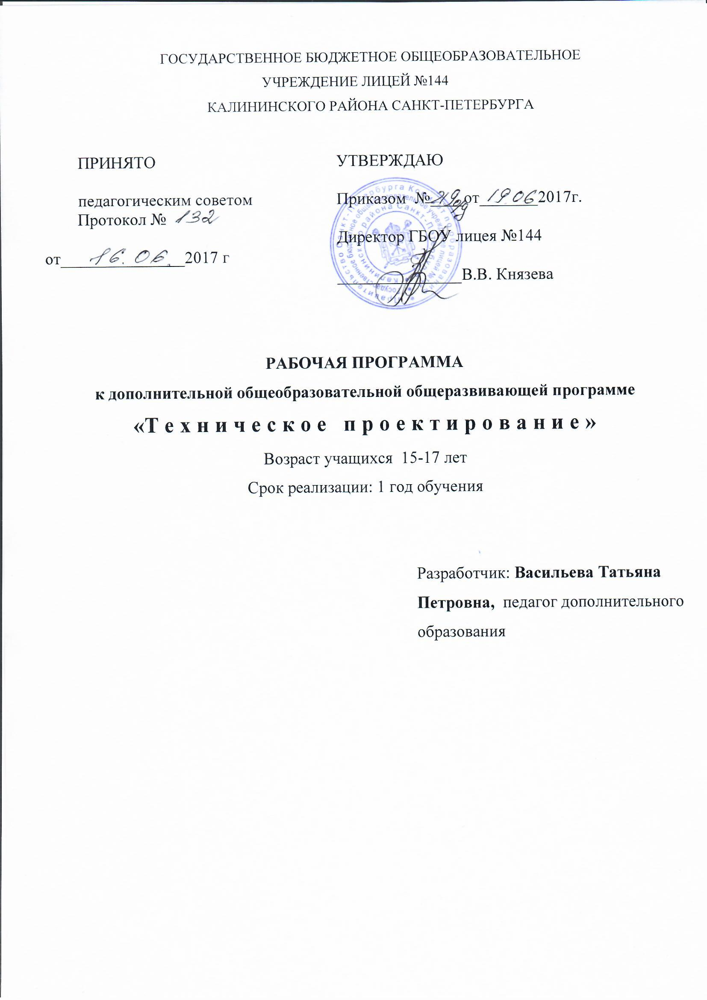 ГОСУДАРСТВЕННОЕ БЮДЖЕТНОЕ ОБЩЕОБРАЗОВАТЕЛЬНОЕ
УЧРЕЖДЕНИЕ ЛИЦЕЙ №144
КАЛИНИНСКОГО РАЙОНА САНКТ-ПЕТЕРБУРГА
ПРИНЯТО
педагогическим советом
Протокол № 132
от 16.06. 2017 г
УТВЕРЖДАЮ
Приказом № от 19.06 2017г.
Директор ГБОУ лицея №144
В.В. Князева
РАБОЧАЯ ПРОГРАММА
к дополнительной общеобразовательной общеразвивающей программе
«Т е х н и ч е с к о е п р о е к т и р о в а н и е »
Возраст учащихся 15-17 лет
Срок реализации: 1 год обучения
Разработчик: Васильева Татьяна
Петровна, педагог дополнительного
образования